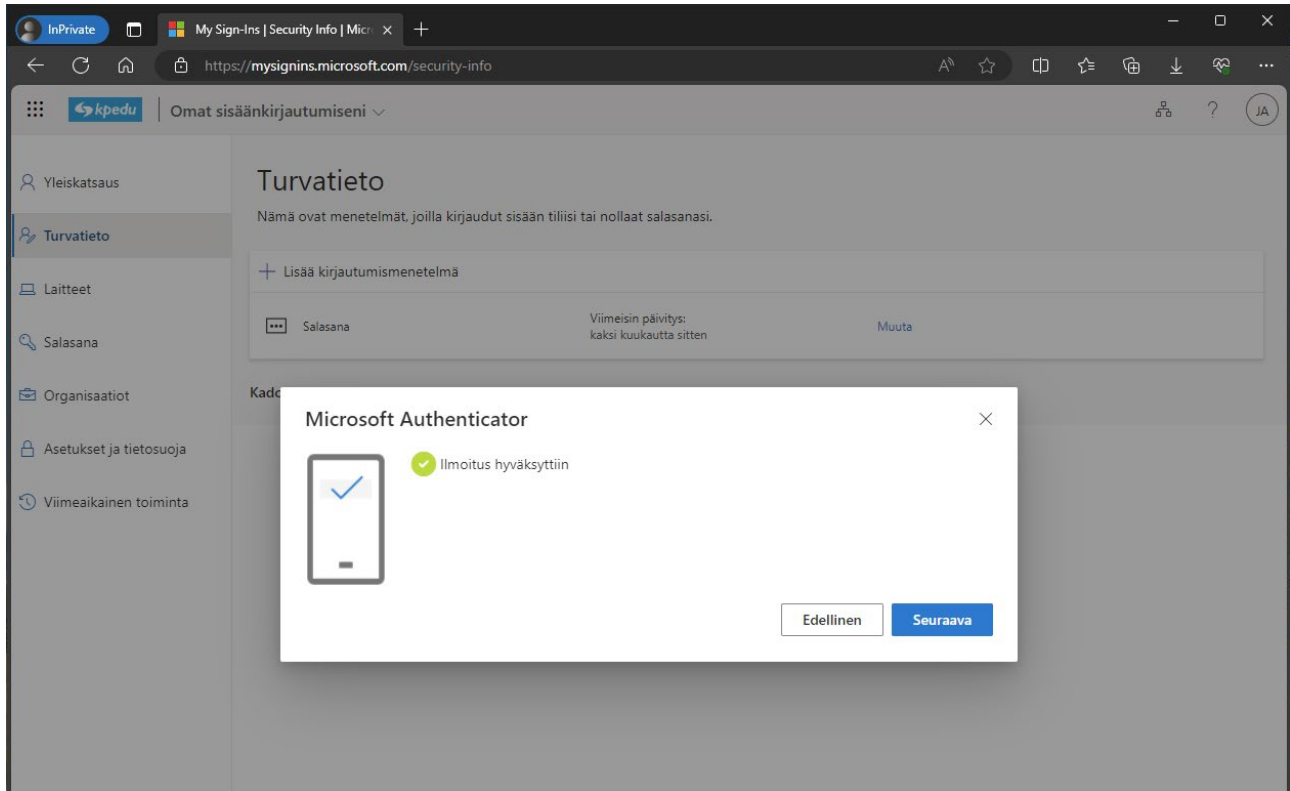 InPrivate
My Sign-Ins | Security Info | Micr
https://mysignins.microsoft.com/security-info
kpedu
Omat sisäänkirjautumiseni
JA
Yleiskatsaus
Turvatieto
Laitteet
Salasana
Organisaatiot
Asetukset ja tietosuoja
Viimeaikainen toiminta
Turvatieto
Nämä ovat menetelmät, joilla kirjaudut sisään tiliisi tai nollaat salasanasi.
Lisää kirjautumismenetelmä
Salasana
Viimeisin päivitys:
kaksi kuukautta sitten
Muuta
Kado
Microsoft Authenticator
Ilmoitus hyväksyttiin
Edellinen
Seuraava